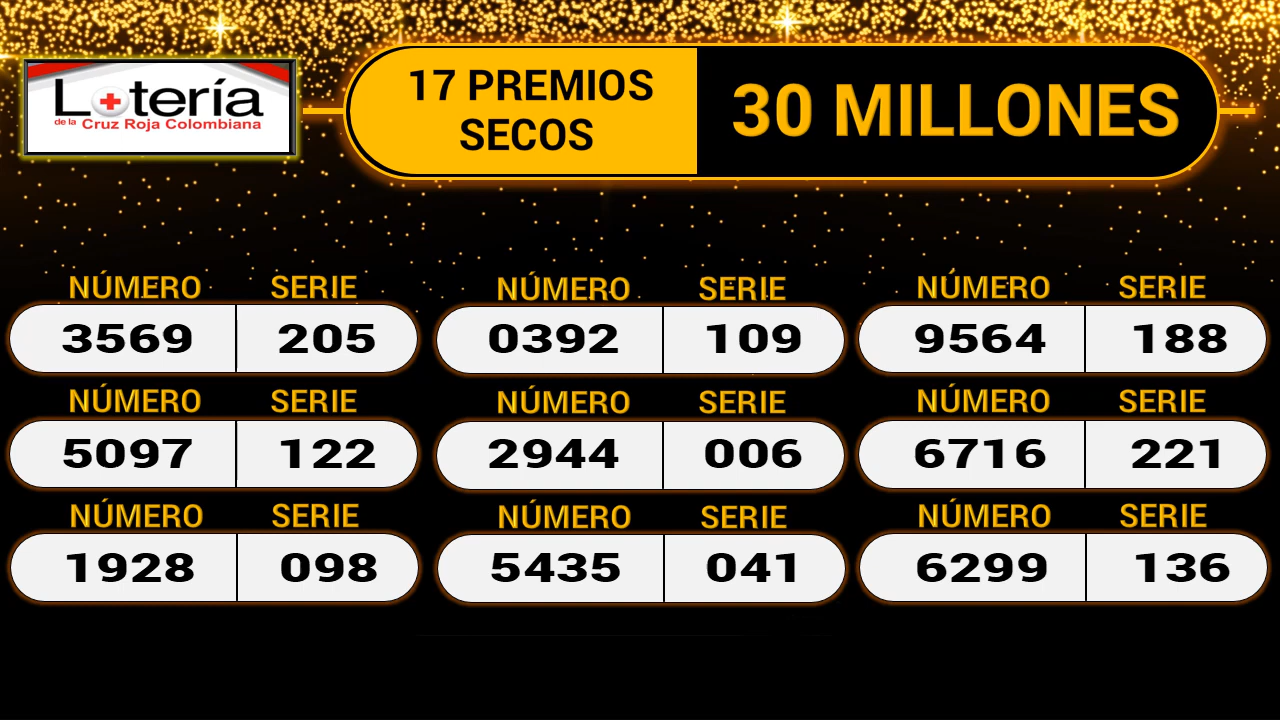 Lotería
de la Cruz Roja Colombiana
17 PREMIOS
SECOS
30 MILLONES
NÚMERO SERIE NÚMERO SERIE NÚMERO SERIE
3569 205 0392 109 9564 188
NÚMERO SERIE NÚMERO SERIE NÚMERO SERIE
5097 122 2944 006 6716 221
NÚMERO SERIE NÚMERO SERIE NÚMERO SERIE
1928 098 5435 041 6299 136